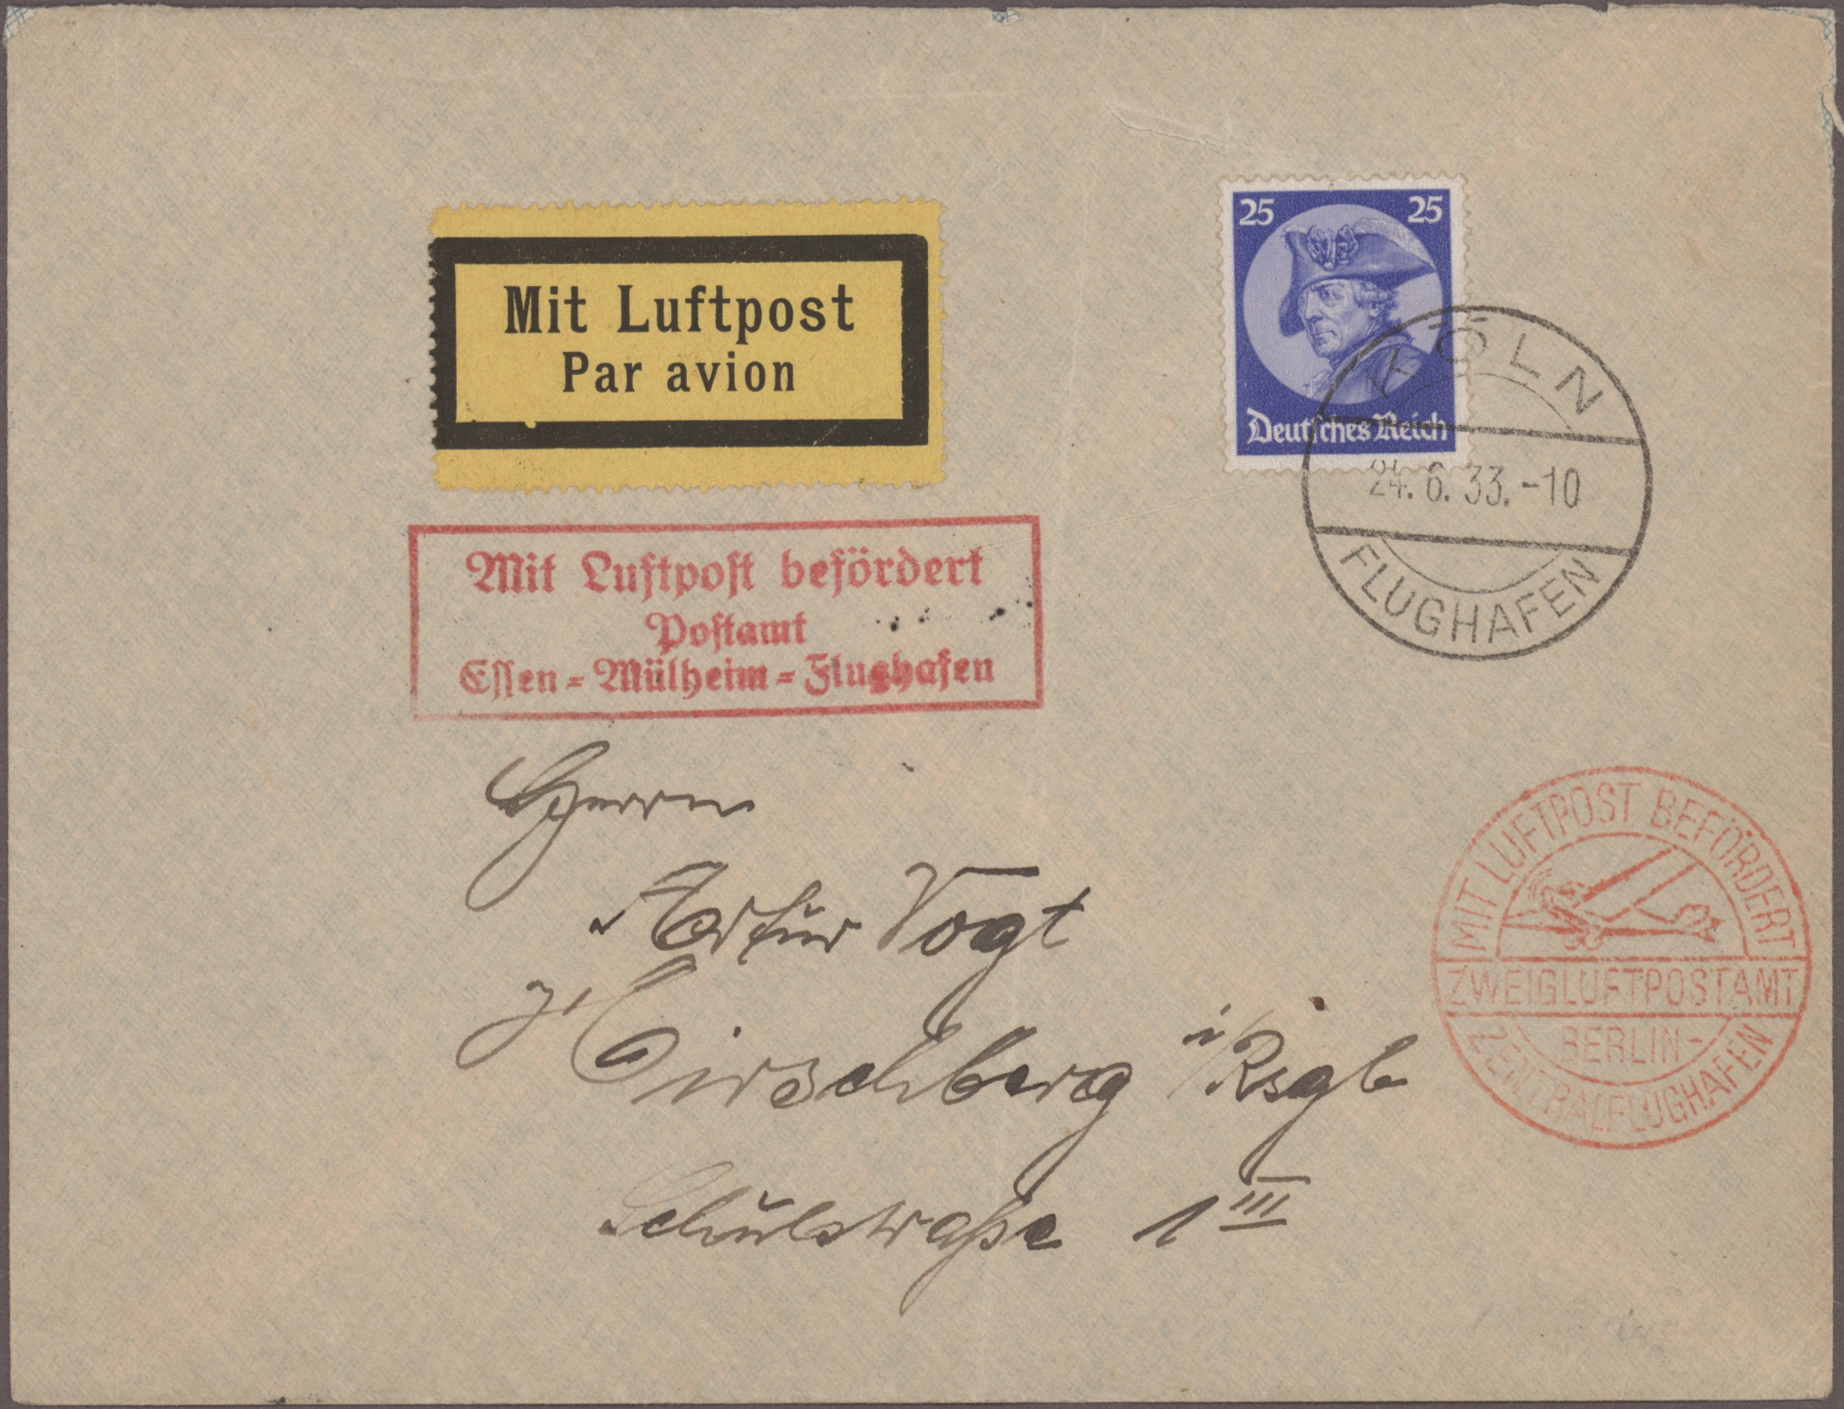 25 25
Deutsches Reich
Mit Luftpost
Par avion
KÖLN
24. 6. 33. -10
FLUGHAFEN
Mit Luftpost befördert
Postamt
Essen-Mülheim-Flughafen
MIT LUFTPOST BEFÖRDERT
ZWEIGLUFTPOSTAMT
BERLIN-
ZENTRALFLUGHAFEN
Herrn
Artur Vogt
Hirschberg i/Rsgb
Schulstraße 1 III